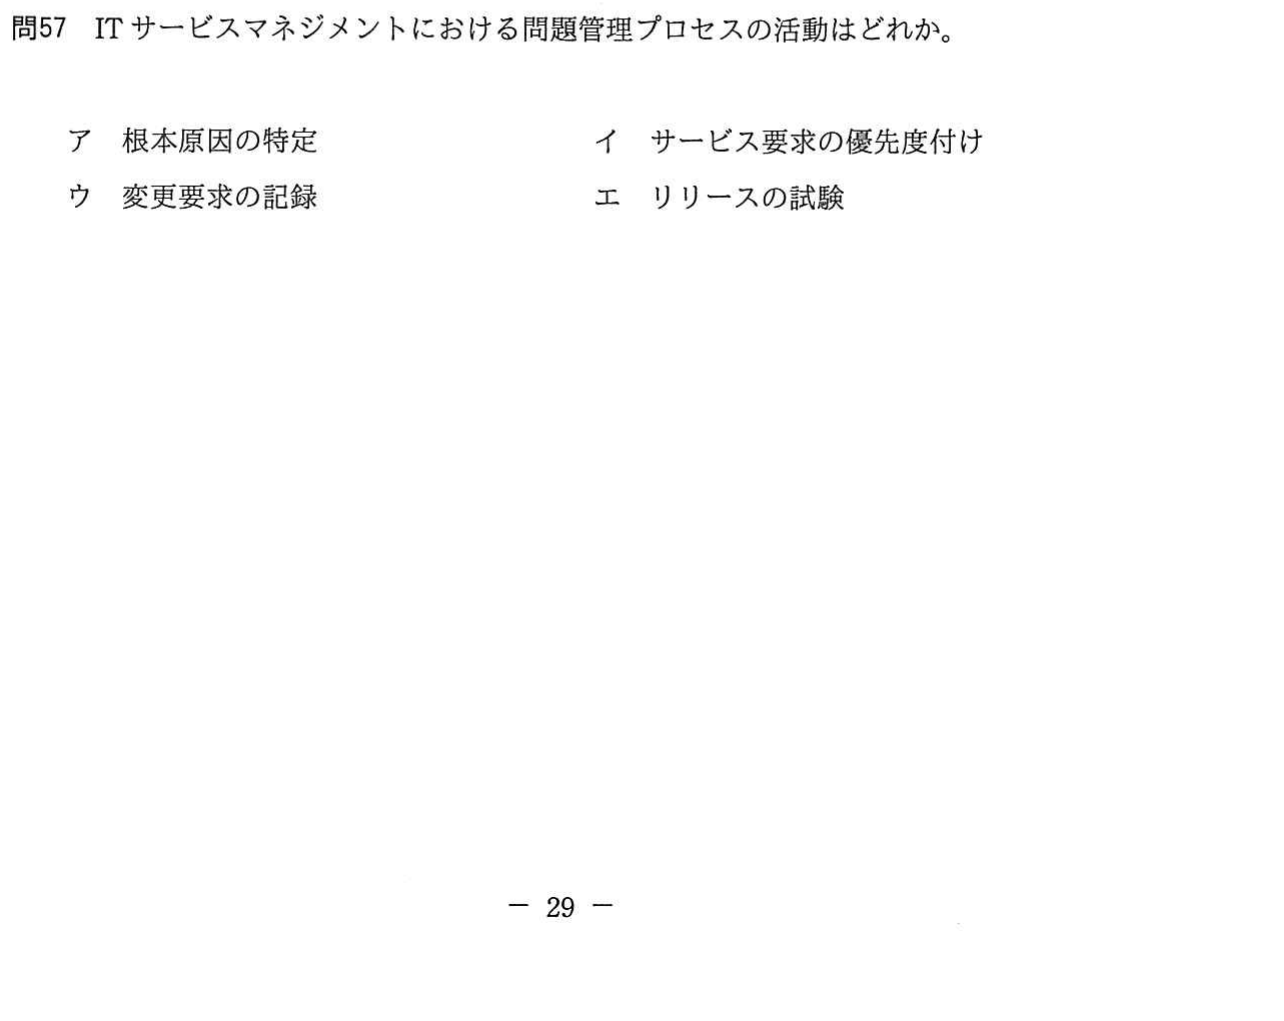 問57 ITサービスマネジメントにおける問題管理プロセスの活動はどれか。
ア 根本原因の特定 イ サービス要求の優先度付け
ウ 変更要求の記録 エ リリースの試験
－ 29 －